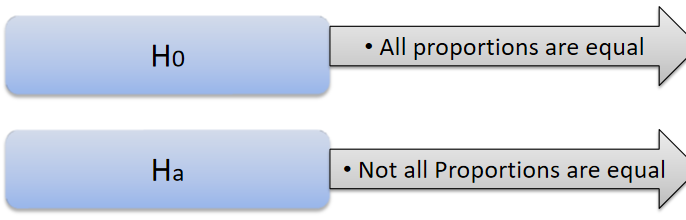 H0
• All proportions are equal
Ha
• Not all Proportions are equal